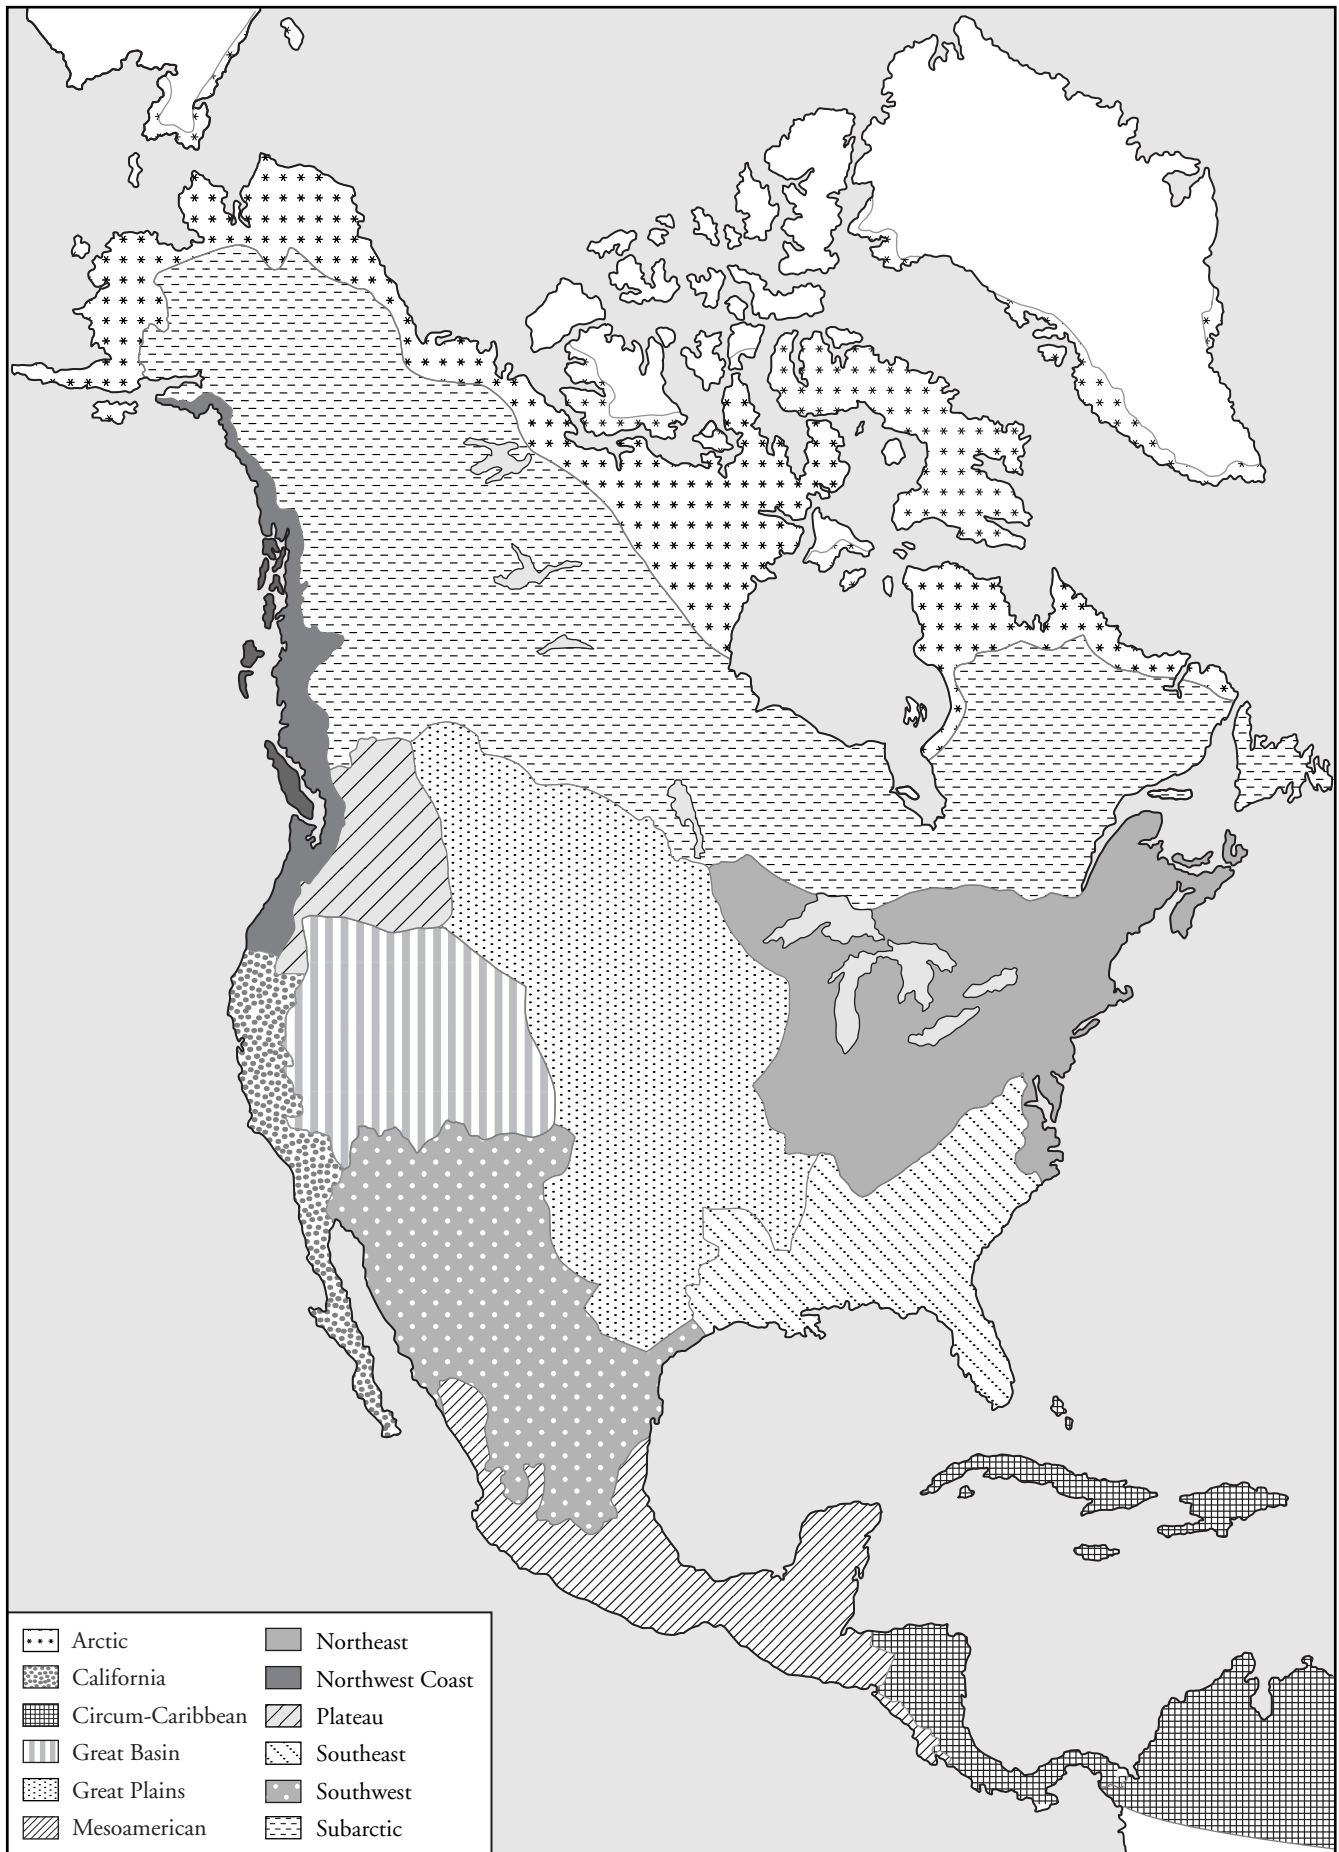 Arctic
California
Circum-Caribbean
Great Basin
Great Plains
Mesoamerican
Northeast
Northwest Coast
Plateau
Southeast
Southwest
Subarctic